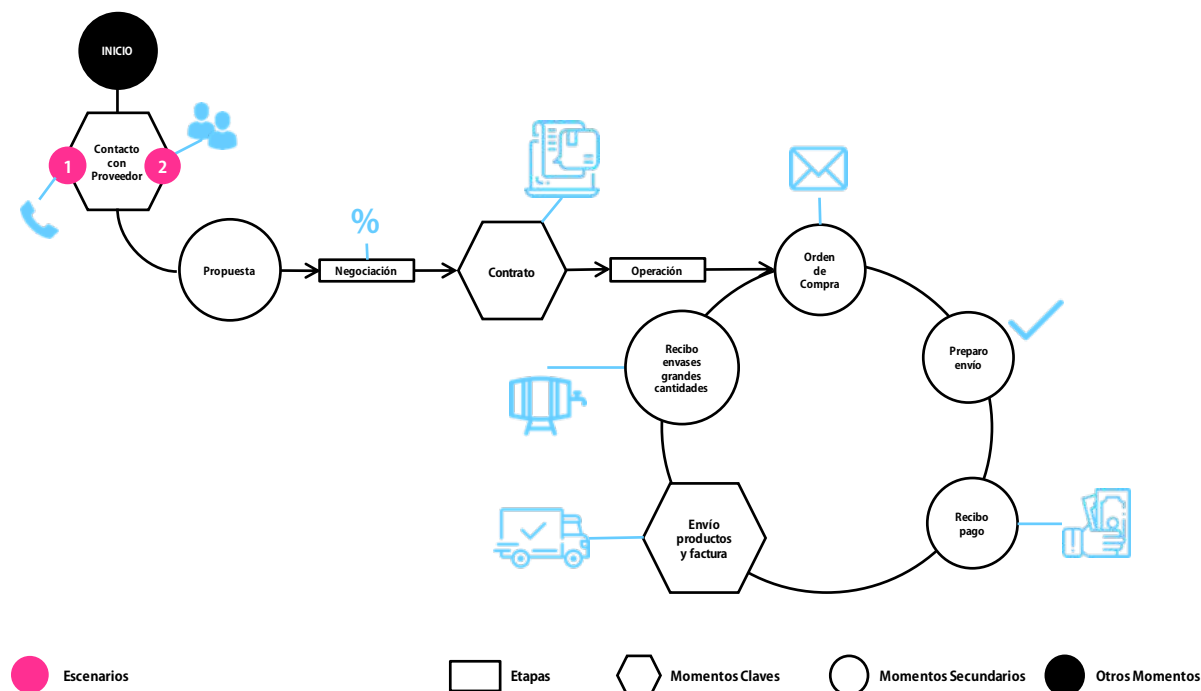 INICIO
Contacto
con
Proveedor
1
2
Propuesta
%
Negociación
Contrato
Operación
Orden
de
Compra
Preparo
envío
Recibo
pago
Envío
productos
y factura
Recibo
envases
grandes
cantidades
Escenarios
Etapas
Momentos Claves
Momentos Secundarios
Otros Momentos